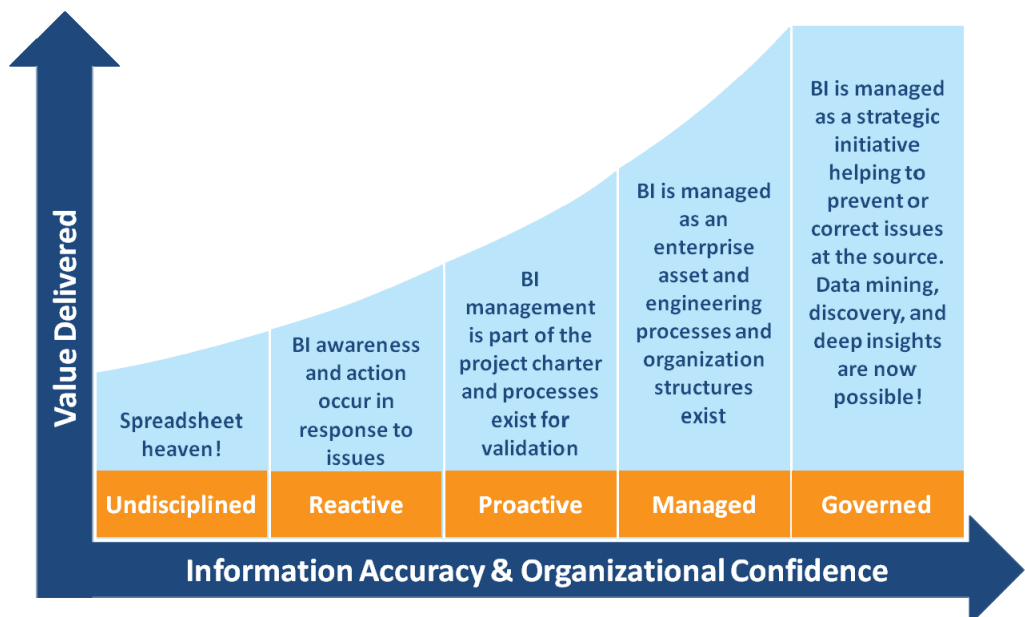 Value Delivered
Spreadsheet
heaven!
BI awareness
and action
occur in
response to
issues
BI
management
is part of the
project charter
and processes
exist for
validation
BI is managed
as an
enterprise
asset and
engineering
processes and
organization
structures
exist
BI is managed
as a strategic
initiative
helping to
prevent or
correct issues
at the source.
Data mining,
discovery, and
deep insights
are now
possible!
Undisciplined
Reactive
Proactive
Managed
Governed
Information Accuracy & Organizational Confidence